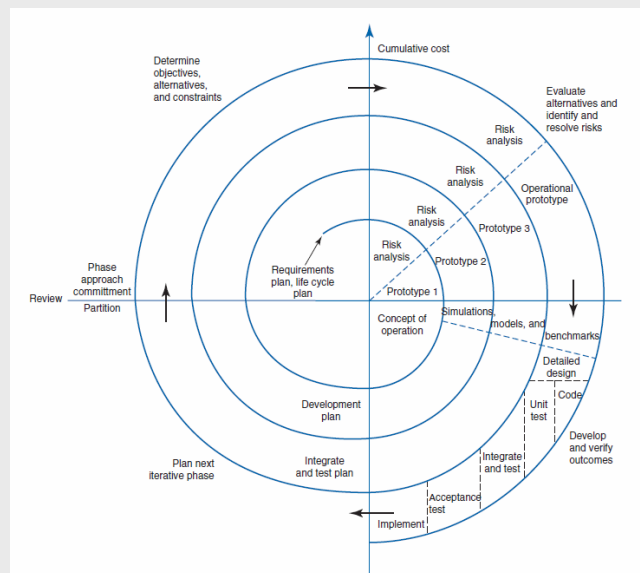 Cumulative cost
Determine
objectives,
alternatives,
and constraints
Evaluate
alternatives and
identify and
resolve risks
Risk
analysis
Risk
analysis
Risk
analysis
Risk
analysis
Operational
prototype
Prototype 3
Prototype 2
Prototype 1
Requirements
plan, life cycle
plan
Phase
approach
committment
Review
Partition
Concept of
operation
Simulations,
models, and
benchmarks
Detailed
design
Code
Unit
test
Integrate
and test
Acceptance
test
Implement
Develop
and verify
outcomes
Development
plan
Integrate
and test plan
Plan next
iterative phase